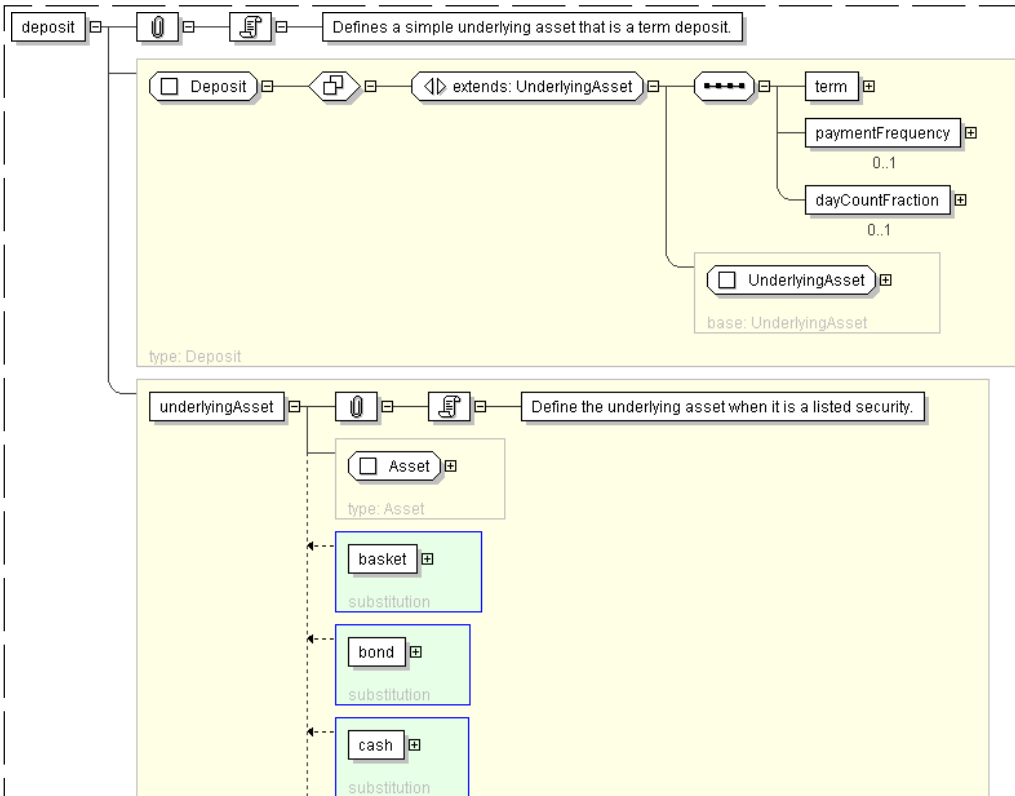 deposit
Defines a simple underlying asset that is a term deposit.
Deposit
extends: UnderlyingAsset
term
paymentFrequency
0..1
dayCountFraction
0..1
UnderlyingAsset
base: UnderlyingAsset
type: Deposit
underlyingAsset
Define the underlying asset when it is a listed security.
Asset
type: Asset
basket
substitution
bond
substitution
cash
substitution